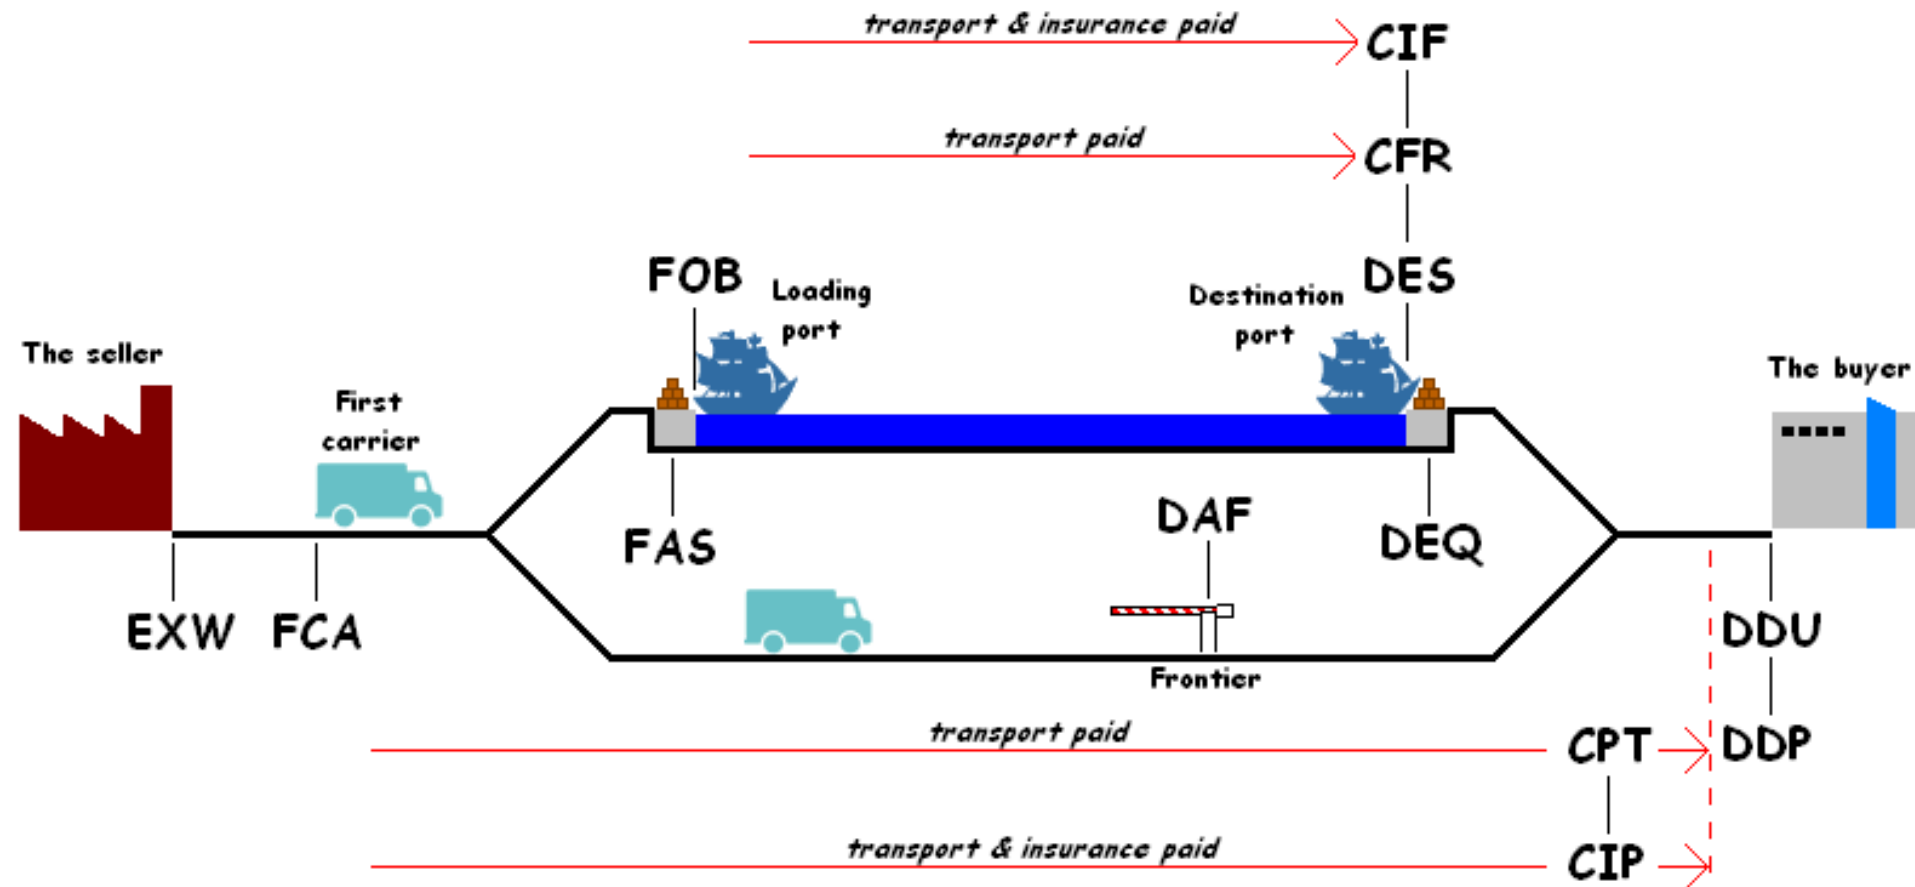 transport & insurance paid
CIF
transport paid
CFR
FOB
Loading
port
Destination
port
DES
The seller
The buyer
First
carrier
FAS
DAF
DEQ
EXW
FCA
Frontier
DDU
transport paid
CPT
DDP
transport & insurance paid
CIP